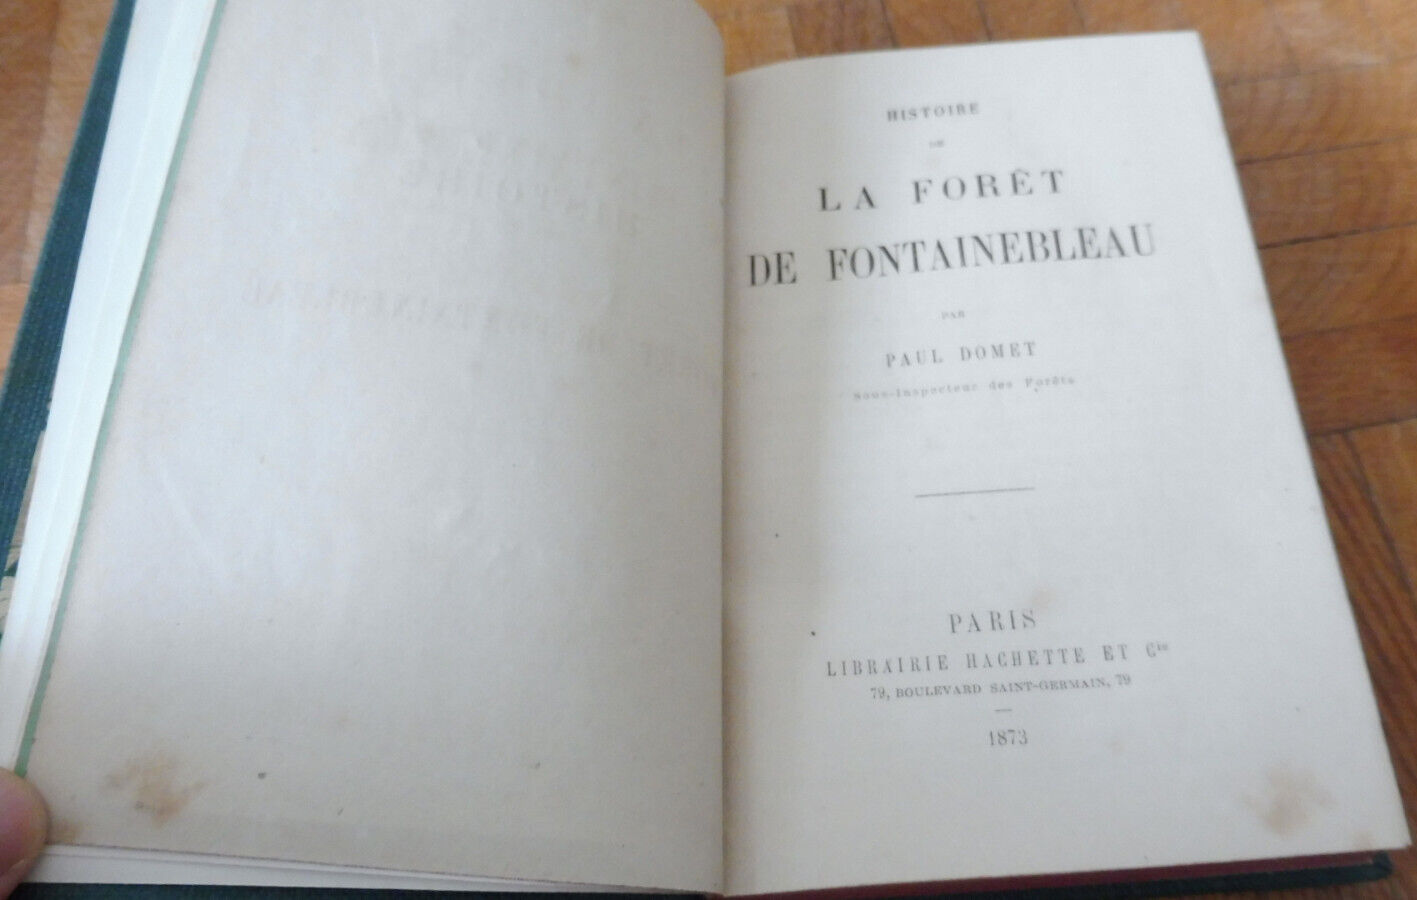 HISTOIRE
DE
LA FORÊT
DE FONTAINEBLEAU
PAR
PAUL DOMET
Sous-Inspecteur des Forêts
PARIS
LIBRAIRIE HACHETTE ET Cie
79, BOULEVARD SAINT-GERMAIN, 79
1873